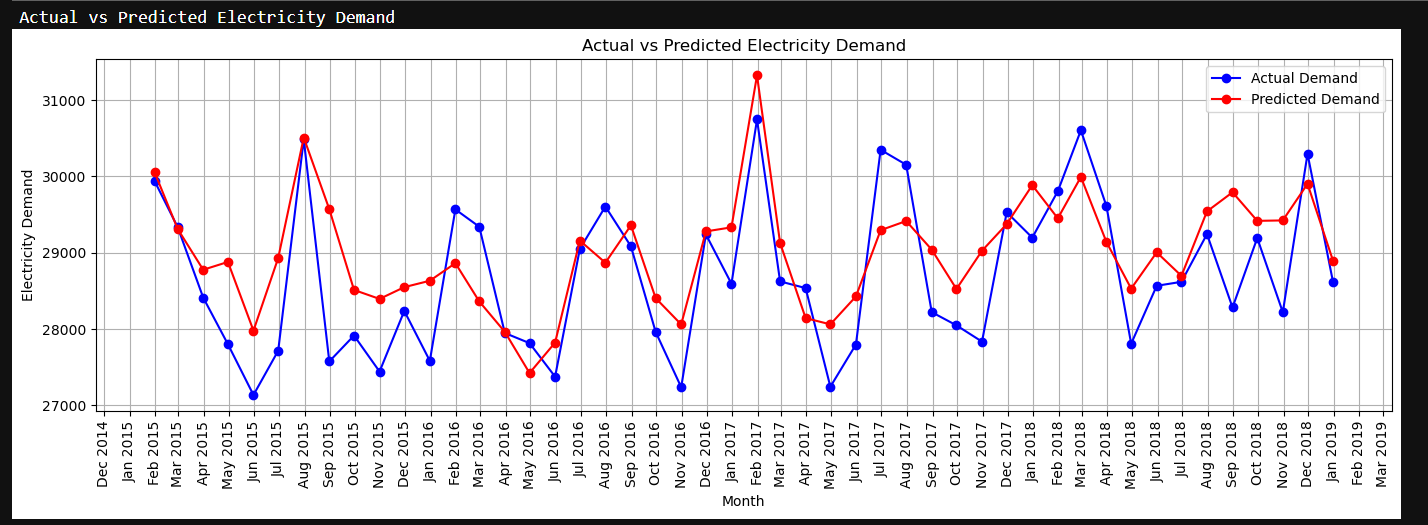 Actual vs Predicted Electricity Demand
Actual vs Predicted Electricity Demand
Actual Demand
Predicted Demand
Electricity Demand
31000
30000
29000
28000
27000
Dec 2014
Jan 2015
Feb 2015
Mar 2015
Apr 2015
May 2015
Jun 2015
Jul 2015
Aug 2015
Sep 2015
Oct 2015
Nov 2015
Dec 2015
Jan 2016
Feb 2016
Mar 2016
Apr 2016
May 2016
Jun 2016
Jul 2016
Aug 2016
Sep 2016
Oct 2016
Nov 2016
Dec 2016
Jan 2017
Feb 2017
Mar 2017
Apr 2017
May 2017
Jun 2017
Jul 2017
Aug 2017
Sep 2017
Oct 2017
Nov 2017
Dec 2017
Jan 2018
Feb 2018
Mar 2018
Apr 2018
May 2018
Jun 2018
Jul 2018
Aug 2018
Sep 2018
Oct 2018
Nov 2018
Dec 2018
Jan 2019
Feb 2019
Mar 2019
Month